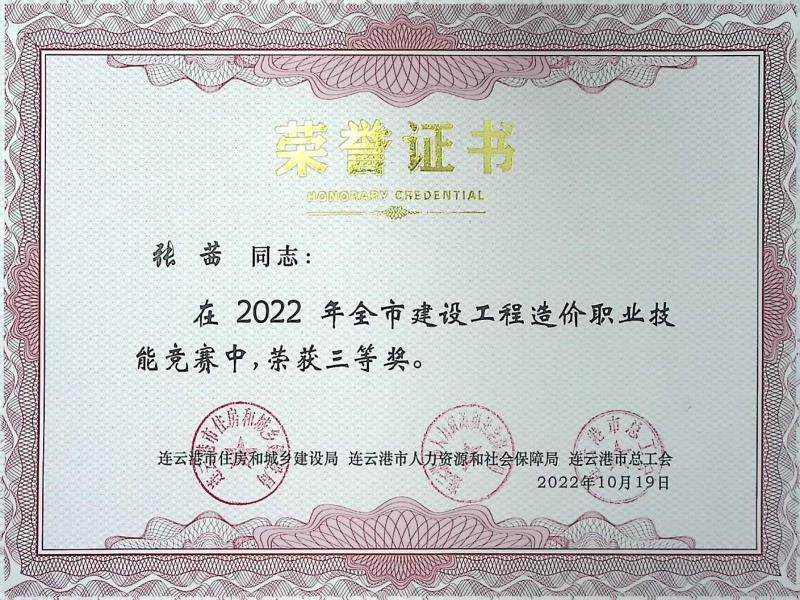 荣誉证书
HONORARY CREDENTIAL
张茜 同志：
在 2022 年全市建设工程造价职业技
能竞赛中，荣获三等奖。
连云港市住房和城乡建设局 连云港市人力资源和社会保障局 连云港市总工会
2022年10月19日